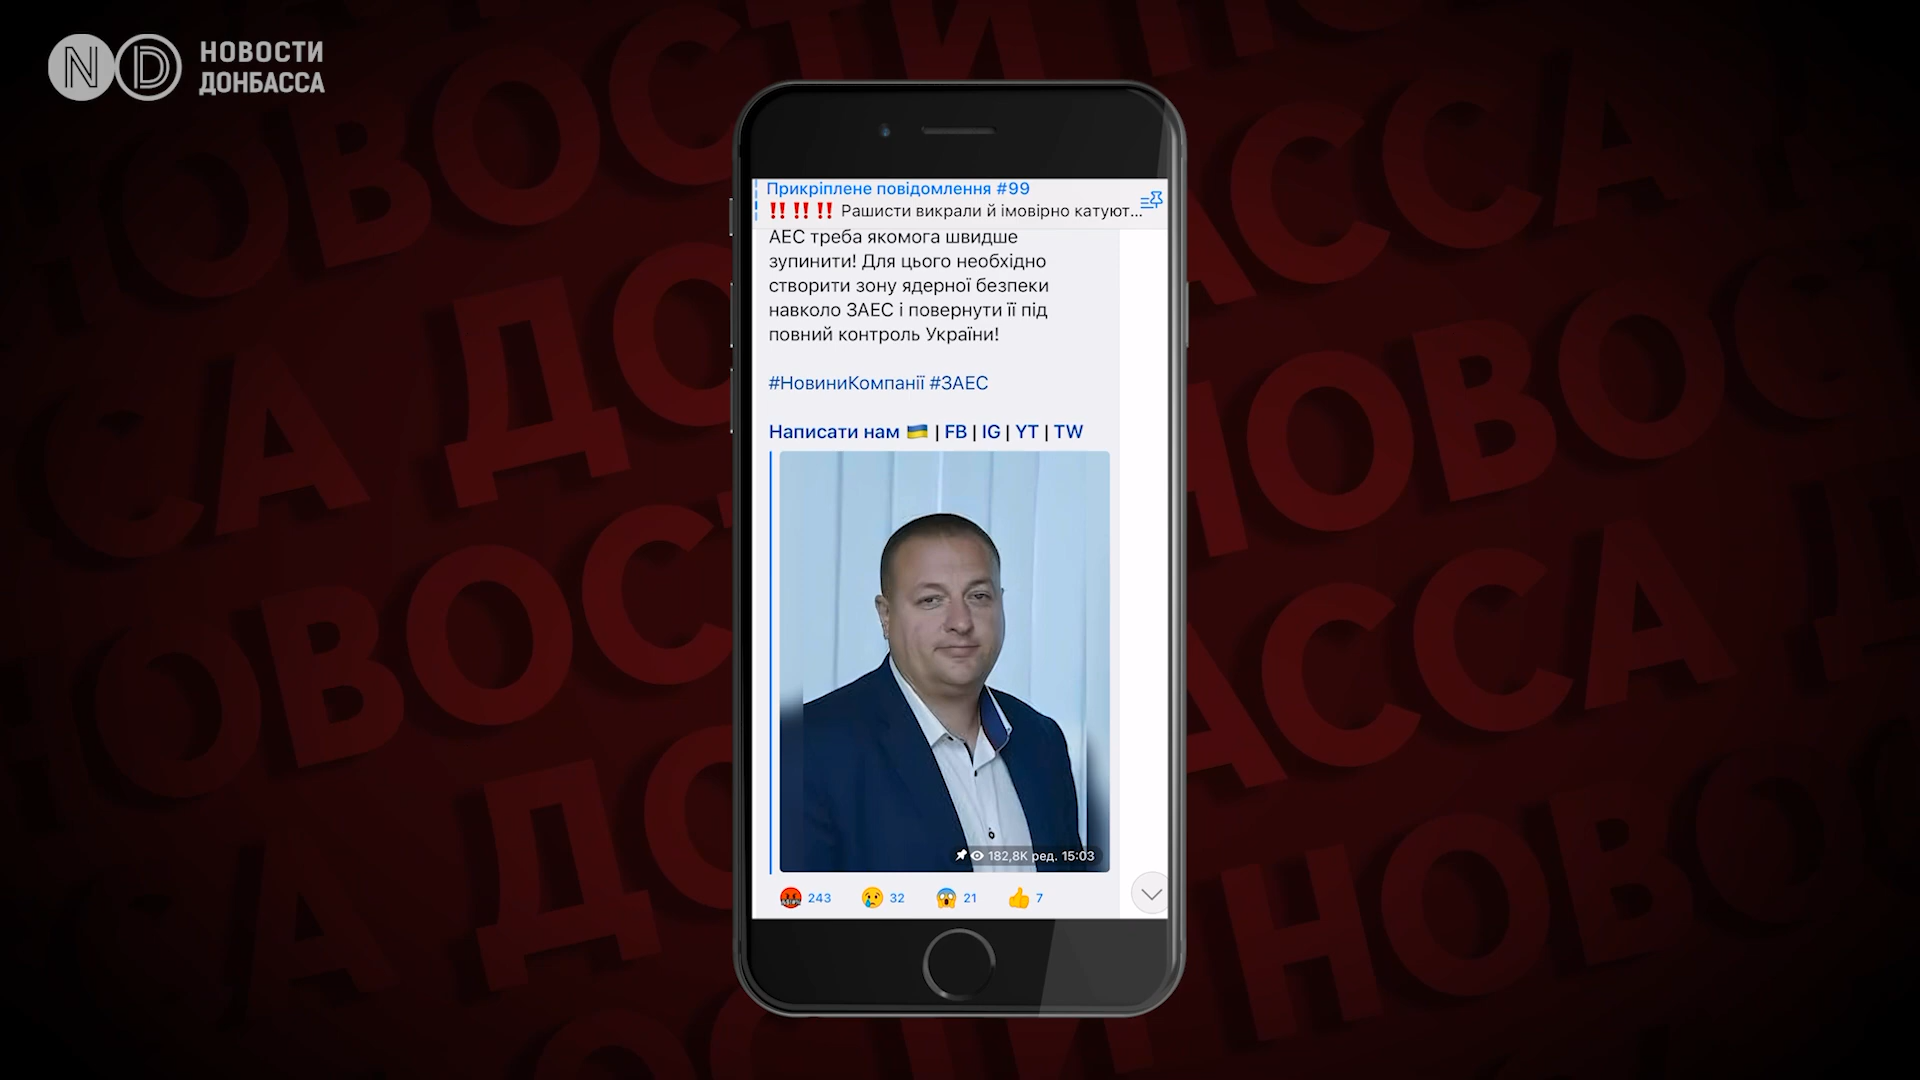 НОВОСТИ
ДОНБАССА
Прикріплене повідомлення #99
‼️‼️‼️ Рашисти викрали й імовірно катуют...
АЕС треба якомога швидше
зупинити! Для цього необхідно
створити зону ядерної безпеки
навколо ЗАЕС і повернути її під
повний контроль України!
#НовиниКомпанії #ЗАЕС
Написати нам 🇺🇦 | FB | IG | YT | TW
182,8K ред. 15:03
243 32 21 7